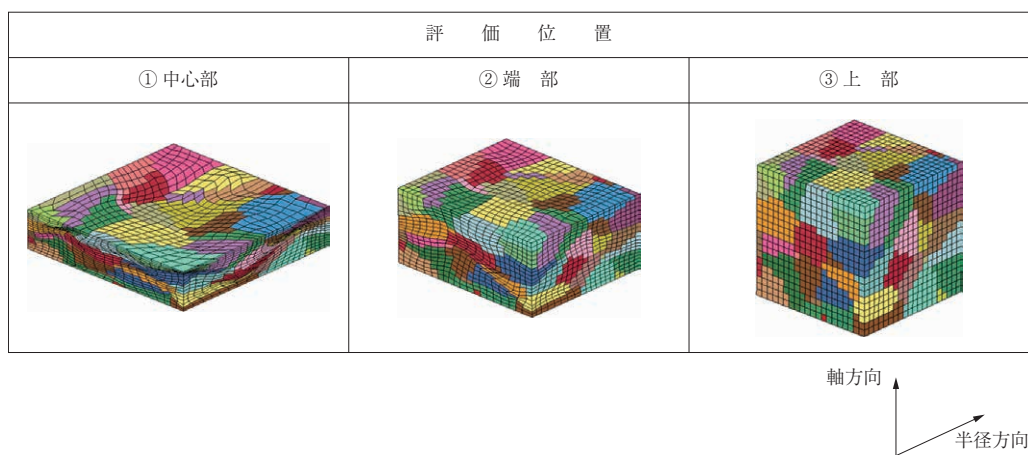 評価位置
① 中心部
② 端 部
③ 上 部
軸方向
半径方向